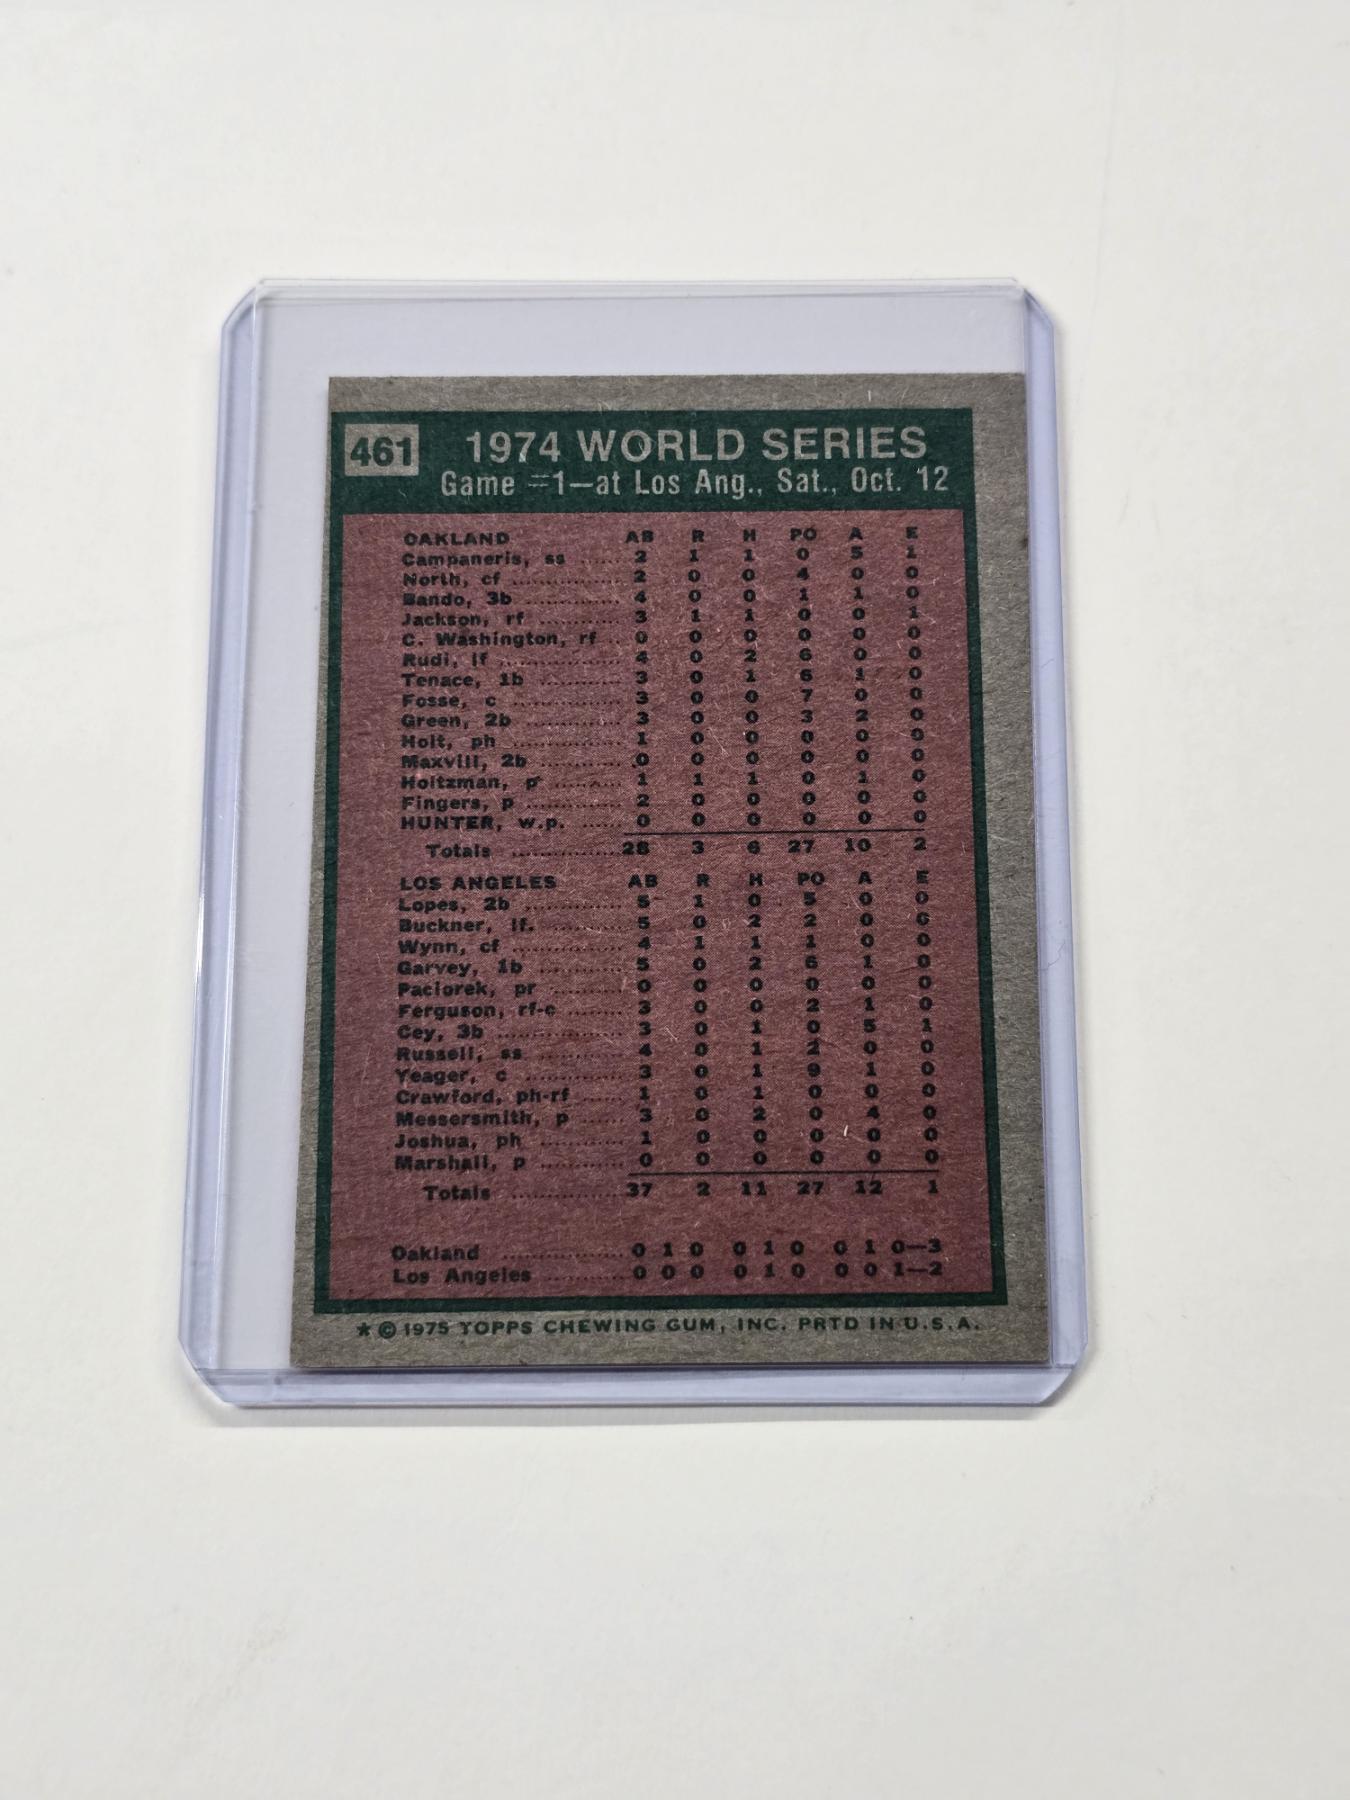 461 1974 WORLD SERIES
Game #1—at Los Ang., Sat., Oct. 12
OAKLAND AB R H PO A E
Campaneris, ss ...... 2 1 1 0 5 1
North, cf ............... 2 0 0 4 0 0
Bando, 3b ............. 4 0 0 1 1 0
Jackson, rf ............ 3 1 1 0 0 1
C. Washington, rf .. 0 0 0 0 0 0
Rudi, lf ................. 4 0 2 6 0 0
Tenace, 1b ........... 3 0 1 6 1 0
Fosse, c ............... 3 0 0 7 0 0
Green, 2b ............. 3 0 0 3 2 0
Holt, ph ................ 1 0 0 0 0 0
Maxvill, 2b ............ 0 0 0 0 0 0
Holtzman, p .......... 1 1 1 0 1 0
Fingers, p ............. 2 0 0 0 0 0
HUNTER, w.p. ...... 0 0 0 0 0 0
Totals ................ 28 3 6 27 10 2
LOS ANGELES AB R H PO A E
Lopes, 2b .............. 5 1 0 5 0 0
Buckner, lf. ........... 5 0 2 2 0 0
Wynn, cf ............... 4 1 1 1 0 0
Garvey, 1b ............ 5 0 2 6 1 0
Paciorek, pr .......... 0 0 0 0 0 0
Ferguson, rf-c ....... 3 0 0 2 1 0
Cey, 3b ................. 3 0 1 0 5 1
Russell, ss ............ 4 0 1 2 0 0
Yeager, c .............. 3 0 1 9 1 0
Crawford, ph-rf ...... 1 0 1 0 0 0
Messersmith, p ...... 3 0 2 0 4 0
Joshua, ph ............ 1 0 0 0 0 0
Marshall, p ............ 0 0 0 0 0 0
Totals ................ 37 2 11 27 12 1
Oakland ................ 0 1 0 0 1 0 0 1 0—3
Los Angeles ........... 0 0 0 0 1 0 0 0 1—2
★ © 1975 TOPPS CHEWING GUM, INC. PRTD IN U.S.A.